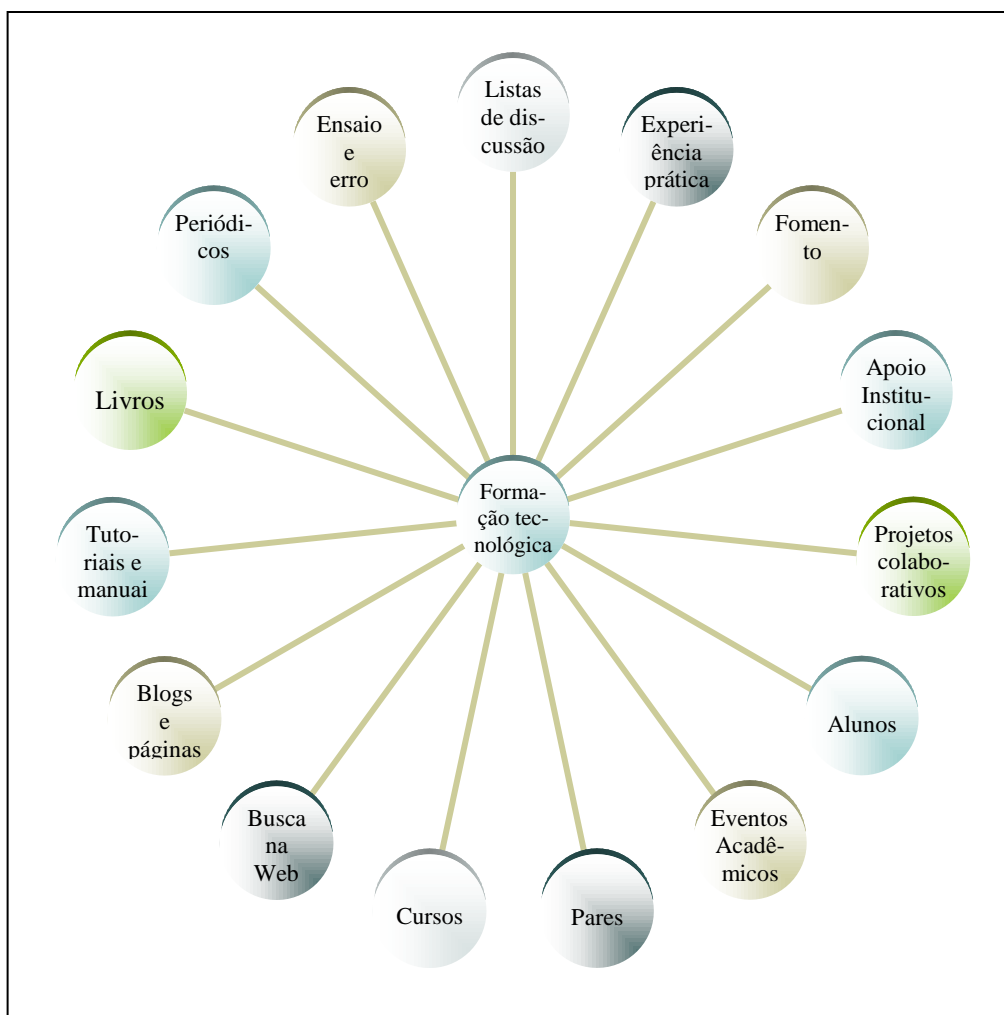 Listas
de dis-
cussão
Experi-
ência
prática
Fomen-
to
Apoio
Institu-
cional
Projetos
colabo-
rativos
Alunos
Eventos
Acadê-
micos
Pares
Cursos
Busca
na
Web
Blogs
e
páginas
Tuto-
riais e
manuai
Livros
Periódi-
cos
Ensaio
e
erro
Forma-
ção tec-
nológica